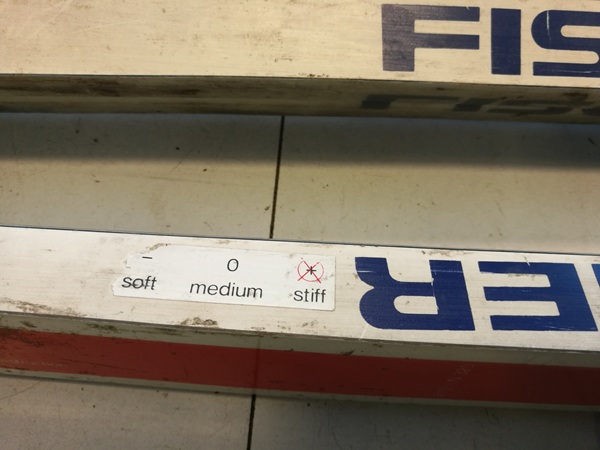 FIS
- 0 +
soft medium stiff
ER